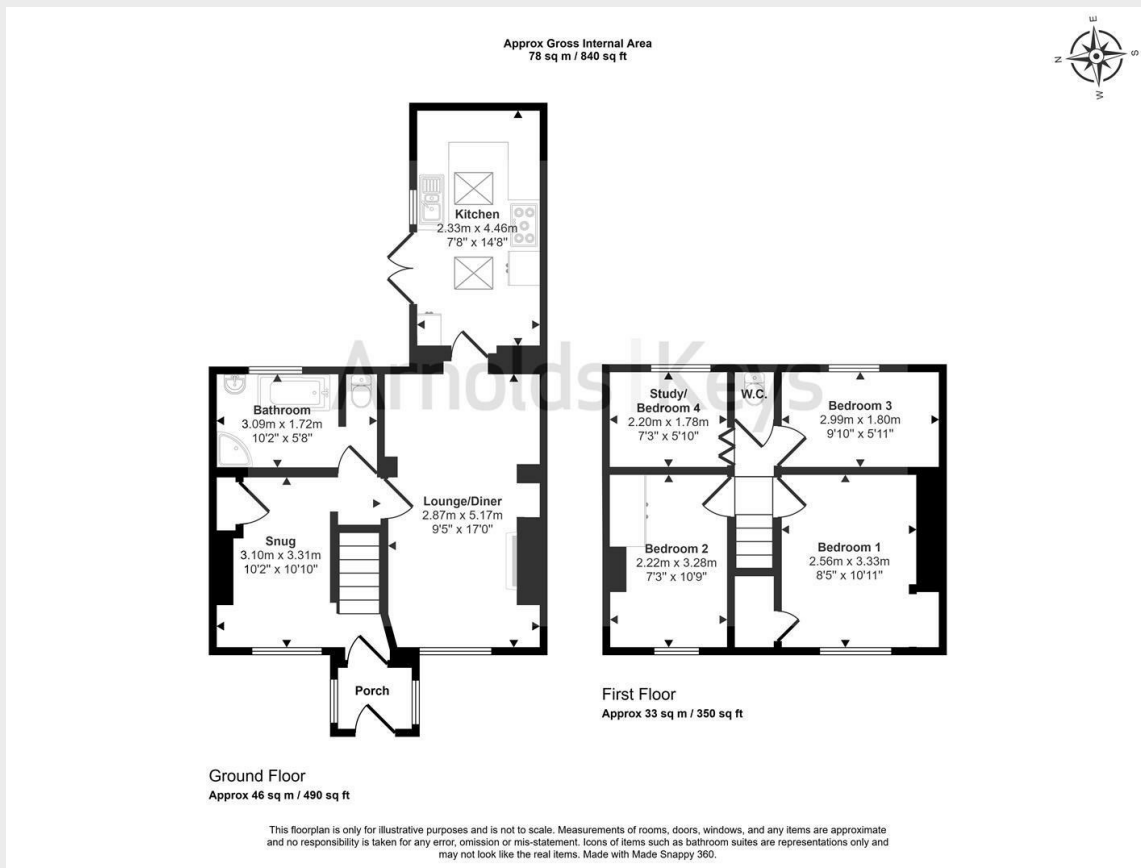 Approx Gross Internal Area
78 sq m / 840 sq ft
E
N
S
W
Kitchen
2.33m x 4.46m
7'8" x 14'8"
Arnolds | Keys
Bathroom
3.09m x 1.72m
10'2" x 5'8"
Lounge/Diner
2.87m x 5.17m
9'5" x 17'0"
Snug
3.10m x 3.31m
10'2" x 10'10"
Porch
Study/
Bedroom 4
2.20m x 1.78m
7'3" x 5'10"
W.C.
Bedroom 3
2.99m x 1.80m
9'10" x 5'11"
Bedroom 2
2.22m x 3.28m
7'3" x 10'9"
Bedroom 1
2.56m x 3.33m
8'5" x 10'11"
First Floor
Approx 33 sq m / 350 sq ft
Ground Floor
Approx 46 sq m / 490 sq ft
This floorplan is only for illustrative purposes and is not to scale. Measurements of rooms, doors, windows, and any items are approximate
and no responsibility is taken for any error, omission or mis-statement. Icons of items such as bathroom suites are representations only and
may not look like the real items. Made with Made Snappy 360.